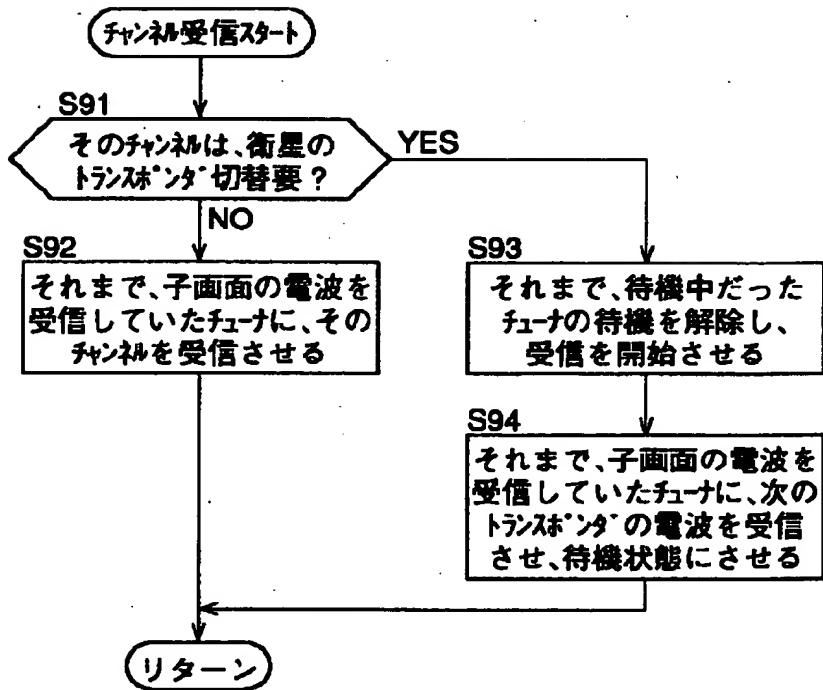 チャンネル受信スタート
S91
そのチャンネルは、衛星の
トランスポンダ切替要？
YES
NO
S92
それまで、子画面の電波を
受信していたチューナに、その
チャンネルを受信させる
S93
それまで、待機中だった
チューナの待機を解除し、
受信を開始させる
S94
それまで、子画面の電波を
受信していたチューナに、次の
トランスポンダの電波を受信
させ、待機状態にさせる
リターン